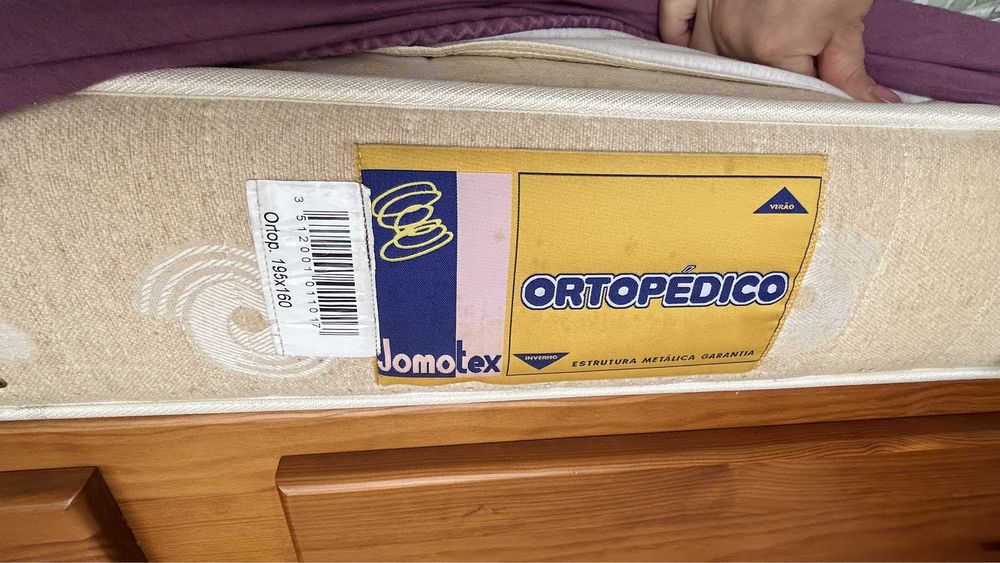 3 512001 011017
Ortop. 195x160
Jomotex
VERÃO
ORTOPÉDICO
INVERNO
ESTRUTURA METÁLICA GARANTIA